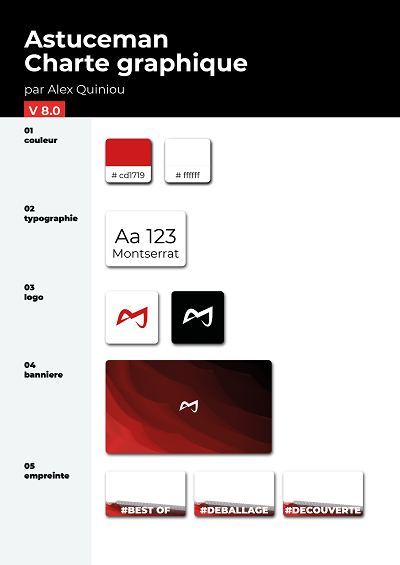 Astuceman
Charte graphique
par Alex Quiniou
V 8.0
01
couleur
# cd1719
# ffffff
02
typographie
Aa 123
Montserrat
03
logo
04
banniere
05
empreinte
#BEST OF
#DEBALLAGE
#DECOUVERTE